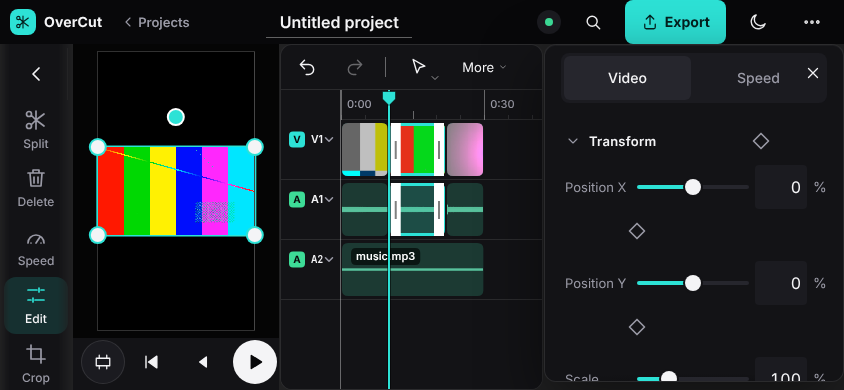 OverCut
Projects
Untitled project
Export
Split
Delete
Speed
Edit
Crop
More
0:00
0:30
V V1
A A1
A A2
music.mp3
Video
Speed
Transform
Position X
0 %
Position Y
0 %
Scale
100 %